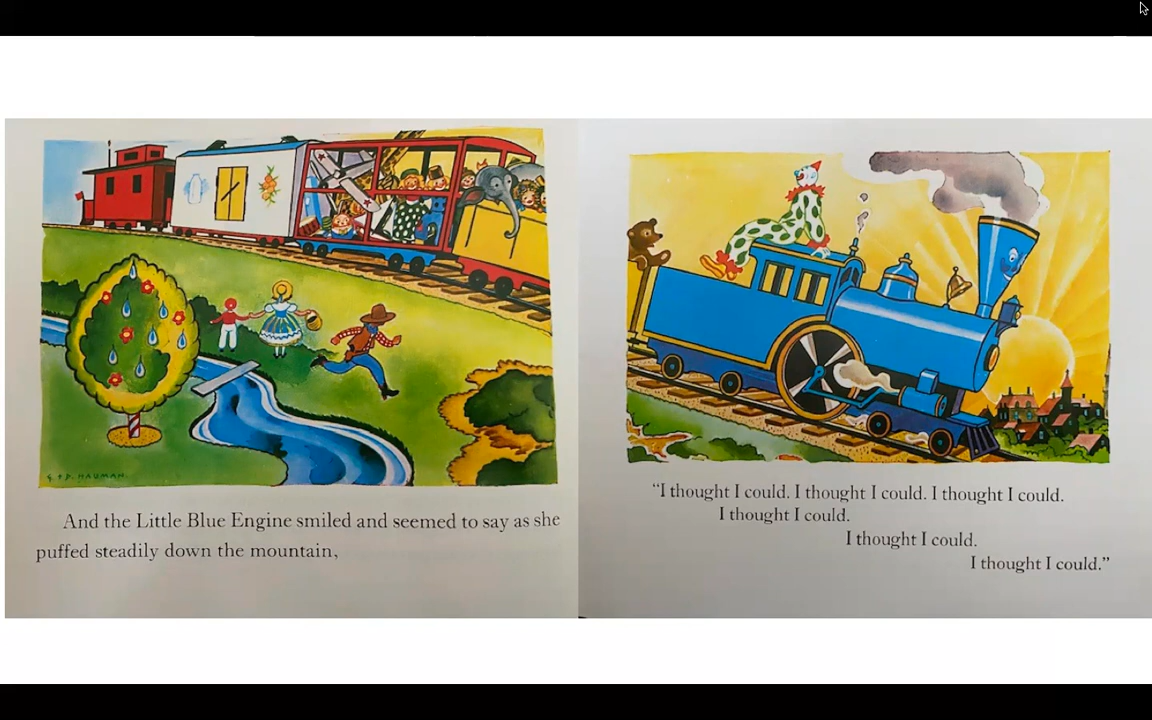 G. & D. HAUMAN.
And the Little Blue Engine smiled and seemed to say as she
puffed steadily down the mountain,
“I thought I could. I thought I could. I thought I could.
I thought I could.
I thought I could.
I thought I could.”